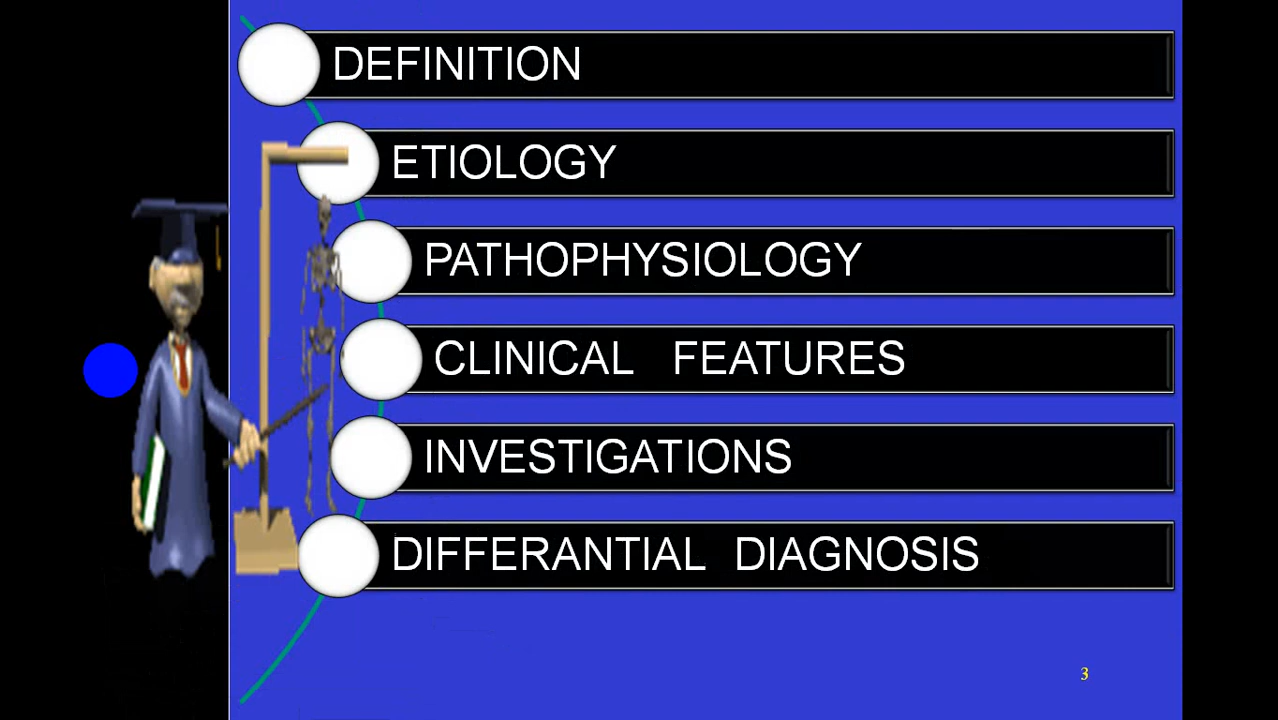 DEFINITION
ETIOLOGY
PATHOPHYSIOLOGY
CLINICAL FEATURES
INVESTIGATIONS
DIFFERANTIAL DIAGNOSIS
3